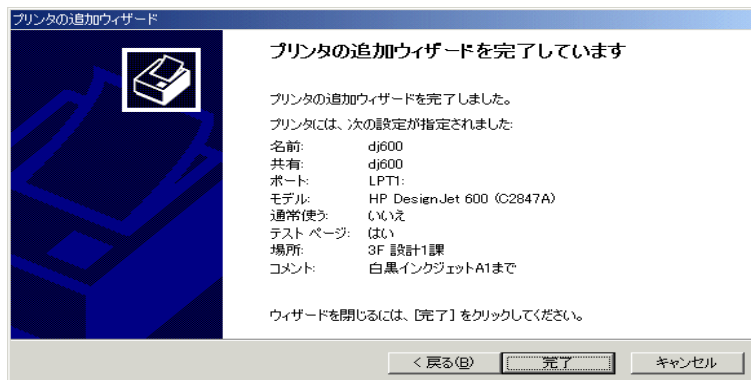 プリンタの追加ウィザード
プリンタの追加ウィザードを完了しています
プリンタの追加ウィザードを完了しました。
プリンタには、次の設定が指定されました:
名前: dj600
共有: dj600
ポート: LPT1:
モデル: HP DesignJet 600 (C2847A)
通常使う: いいえ
テスト ページ: はい
場所: 3F 設計1課
コメント: 白黒インクジェットA1まで
ウィザードを閉じるには、[完了] をクリックしてください。
< 戻る(B) 完了 キャンセル